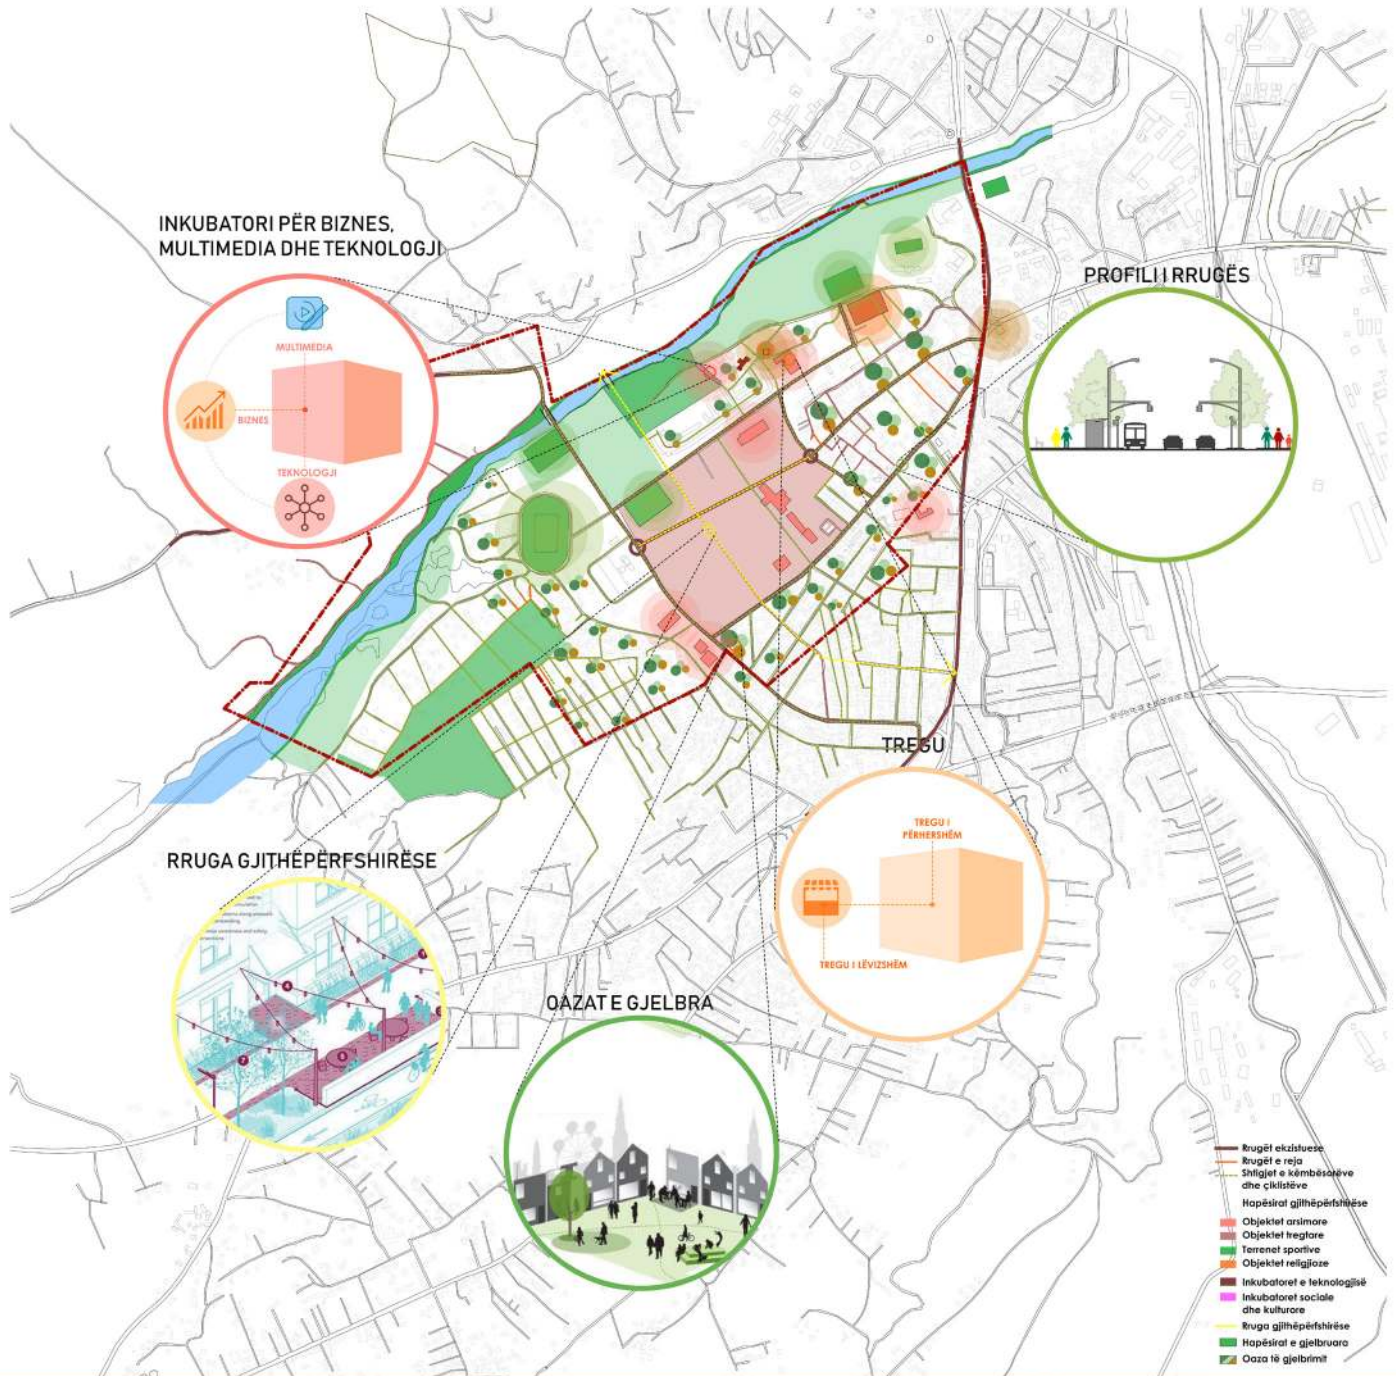 INKUBATORI PËR BIZNES,
MULTIMEDIA DHE TEKNOLOGJI
MULTIMEDIA
BIZNES
TEKNOLOGJI
PROFILI I RRUGËS
TREGU
TREGU I
PËRHERSHËM
TREGU I LËVIZSHËM
RRUGA GJITHËPËRFSHIRËSE
OAZAT E GJELBRA
Rrugët ekzistuese
Rrugët e reja
Shtigjet e këmbësorëve
dhe çiklistëve
Hapësirat gjithëpërfshirëse
Objektet arsimore
Objektet tregtare
Terrenet sportive
Objektet religjioze
Inkubatoret e teknologjisë
Inkubatoret sociale
dhe kulturore
Rruga gjithëpërfshirëse
Hapësirat e gjelbruara
Oaza të gjelbrimit